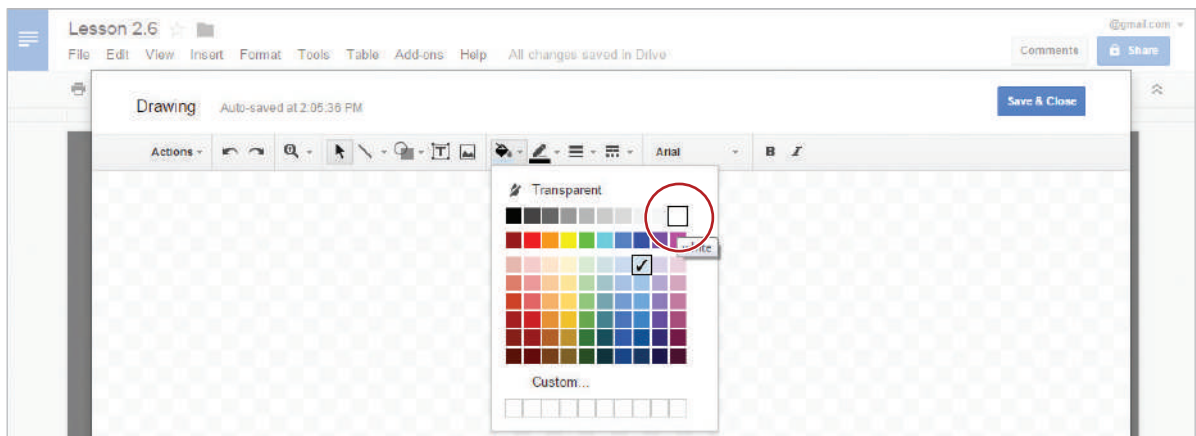 Lesson 2.6
@gmail.com
File Edit View Insert Format Tools Table Add-ons Help All changes saved in Drive
Comments
Share
Drawing Auto-saved at 2:05:36 PM
Save & Close
Actions
T
Arial
B I
Transparent
Custom...